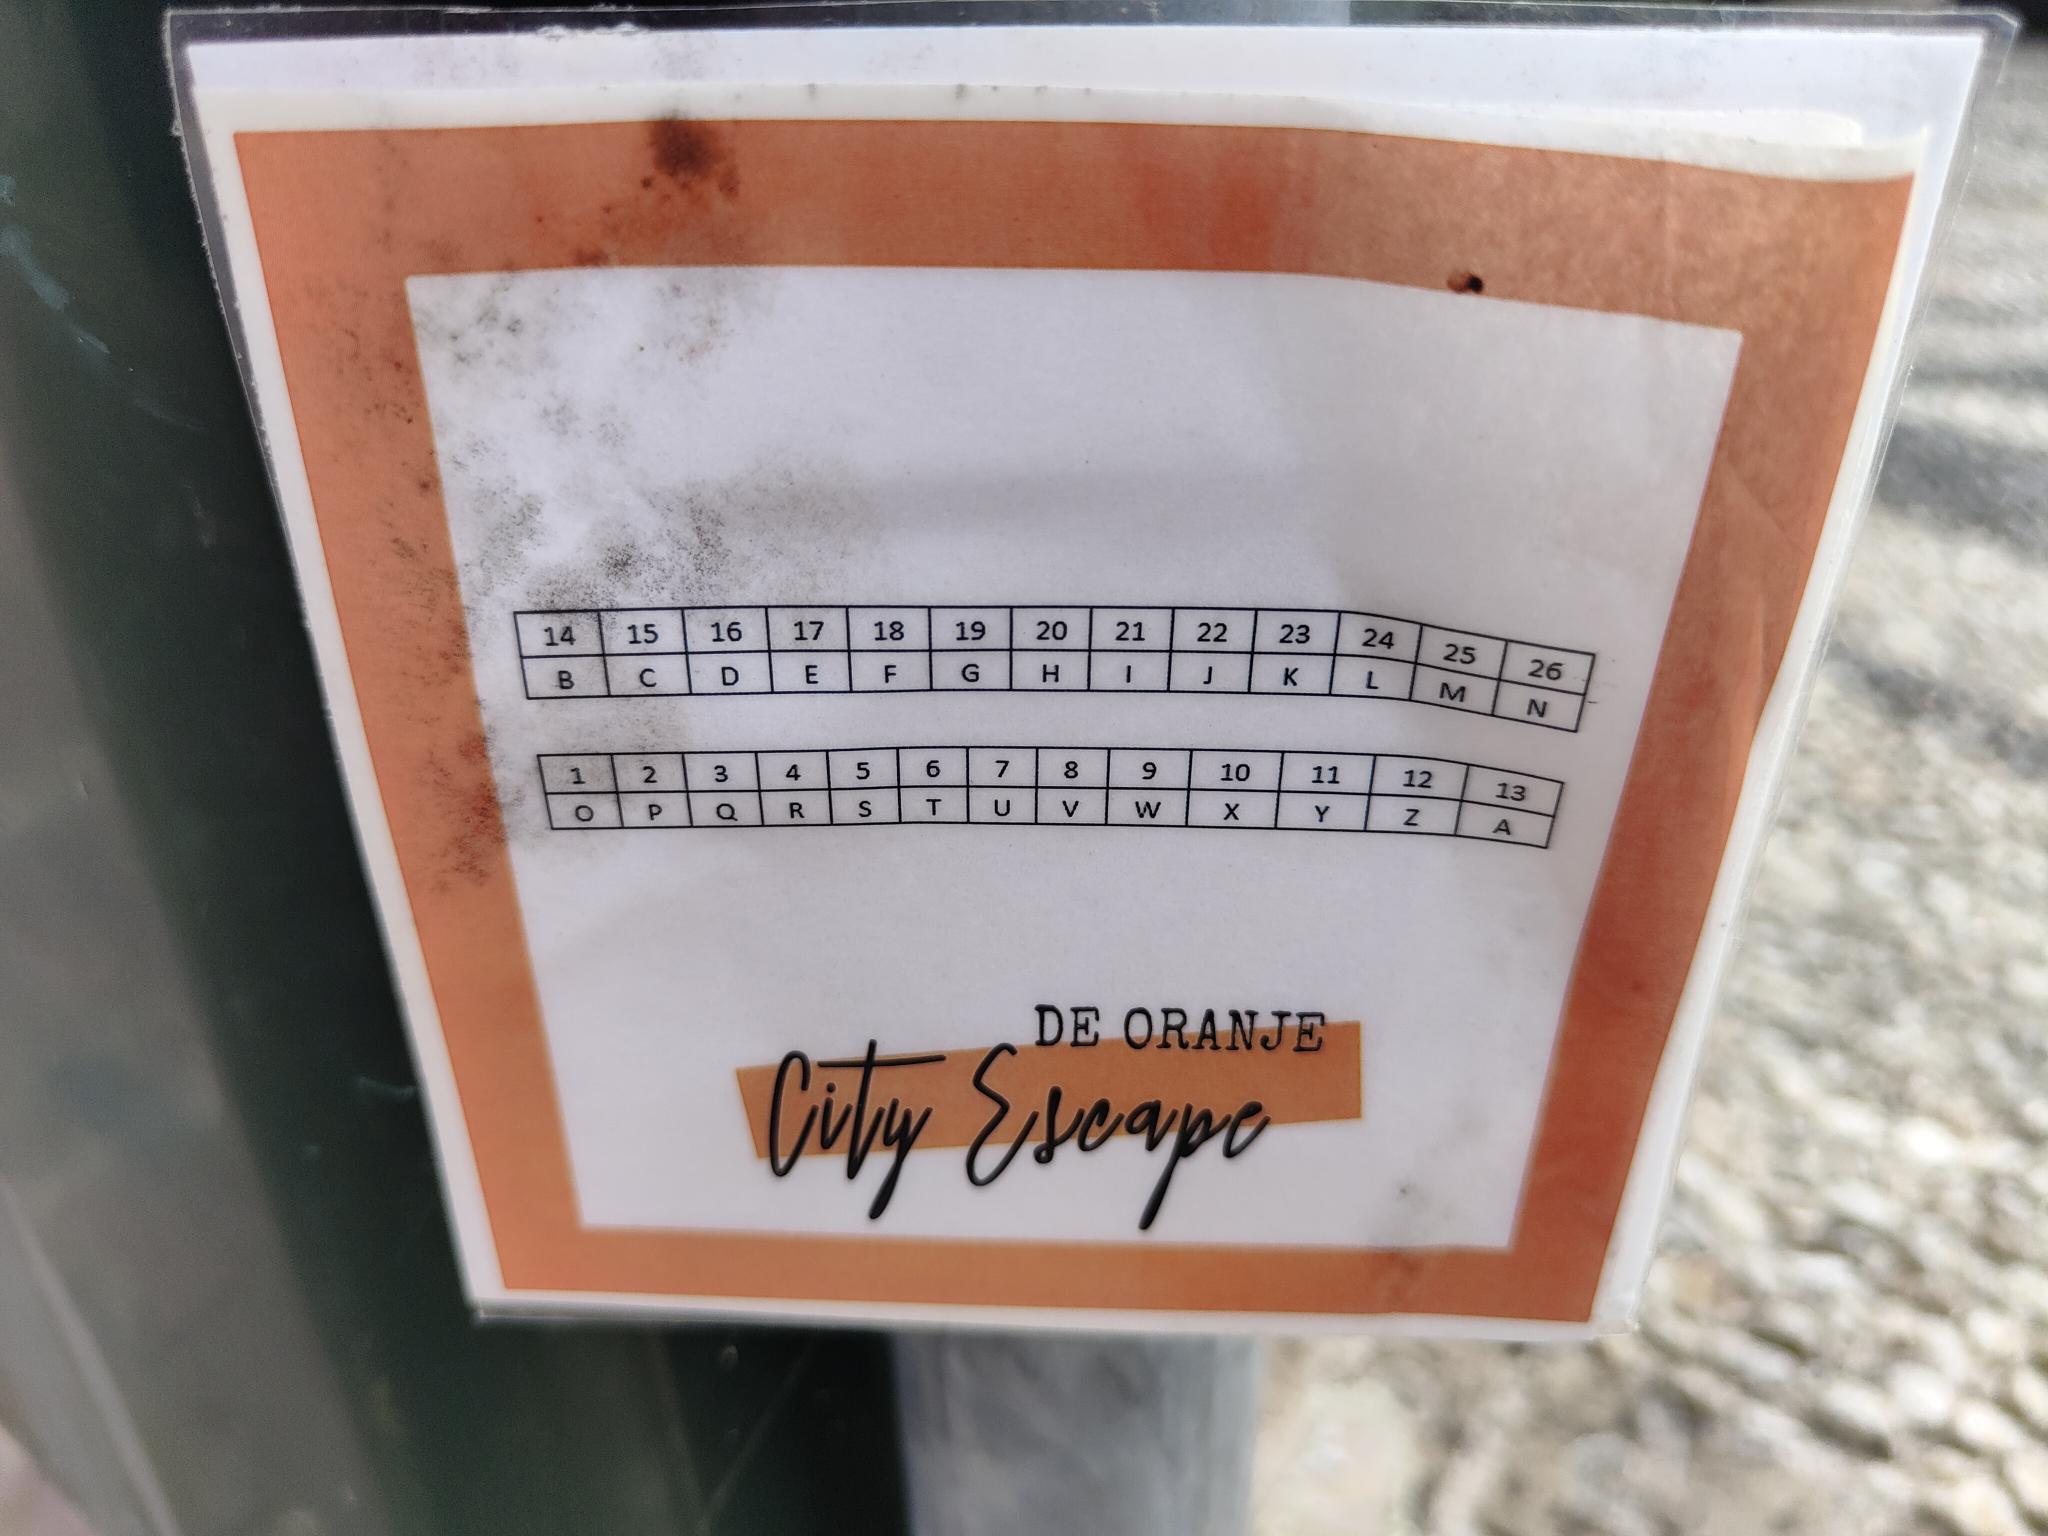 14 15 16 17 18 19 20 21 22 23 24 25 26
B C D E F G H I J K L M N
1 2 3 4 5 6 7 8 9 10 11 12 13
O P Q R S T U V W X Y Z A
DE ORANJE
City Escape